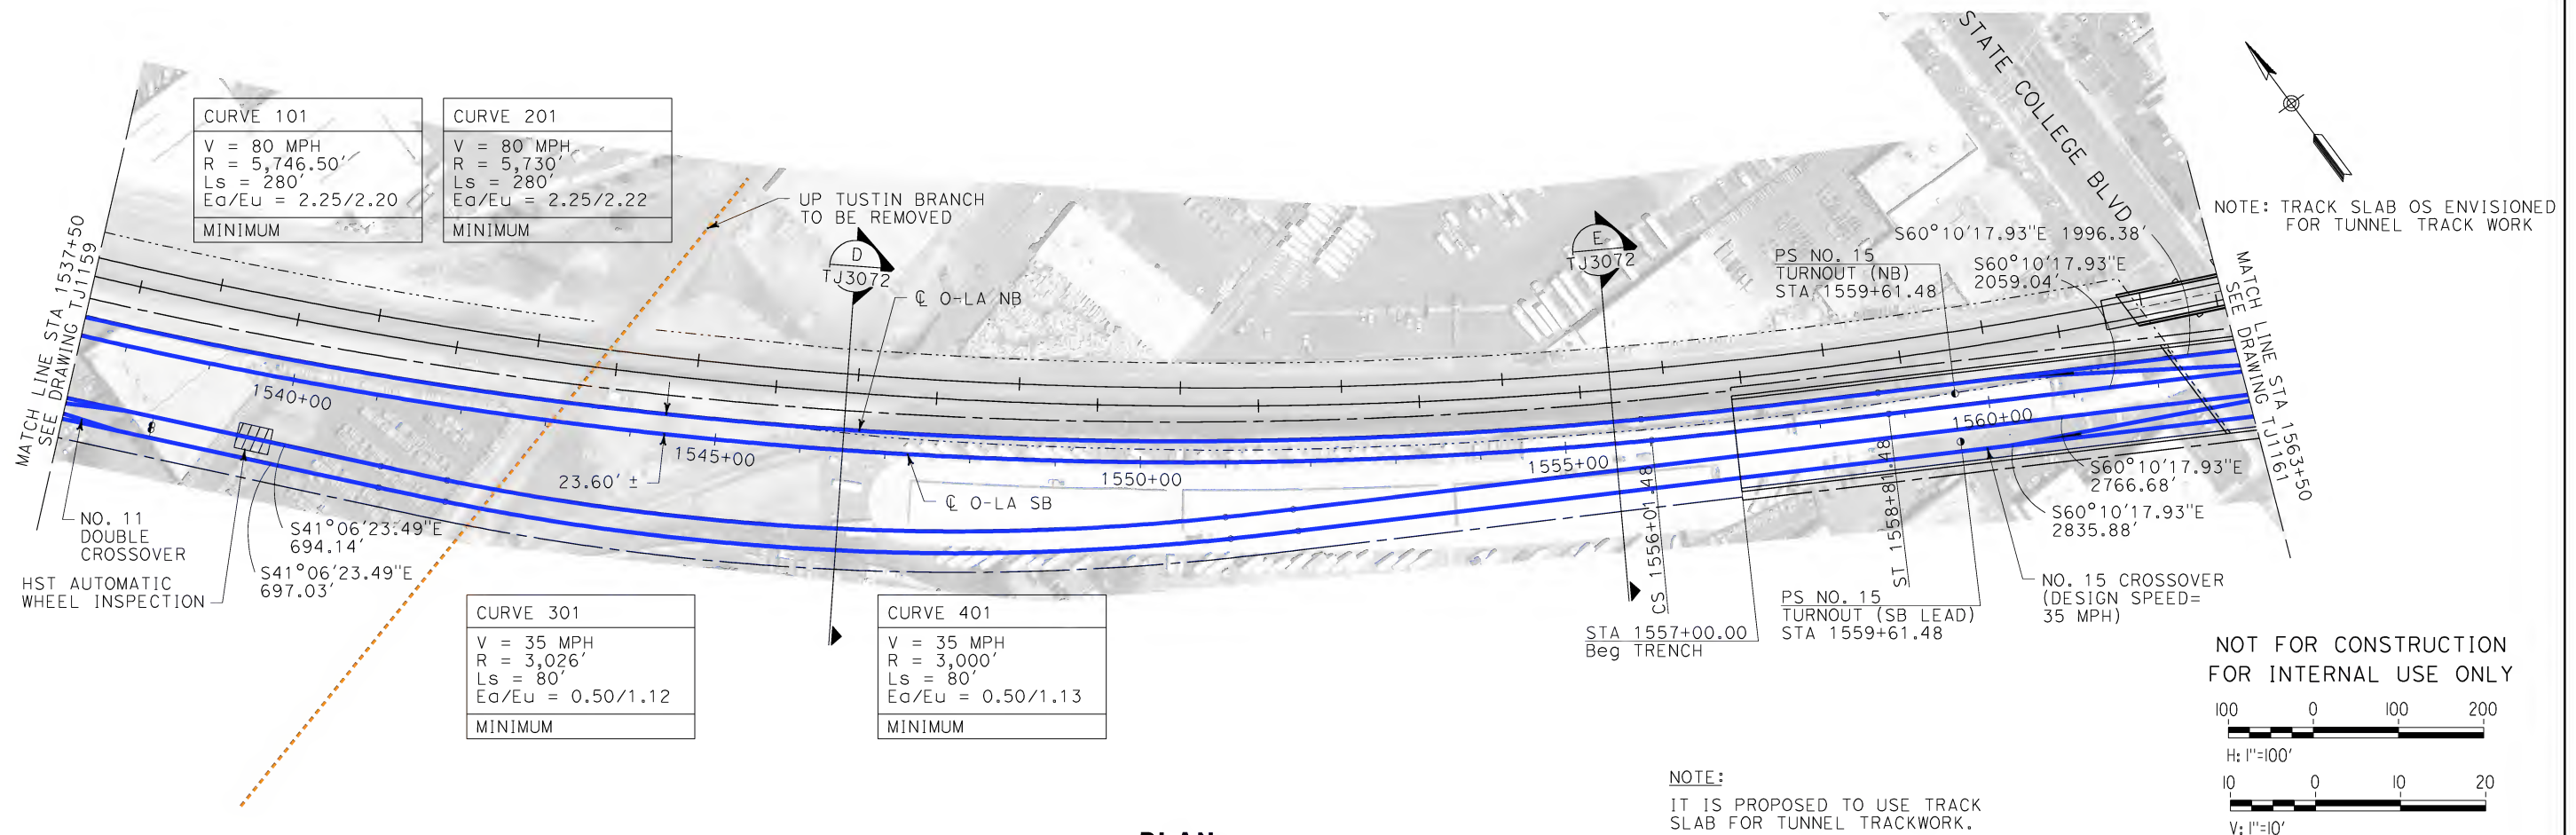 CURVE 101
V = 80 MPH
R = 5,746.50'
Ls = 280'
Ea/Eu = 2.25/2.20
MINIMUM
CURVE 201
V = 80 MPH
R = 5,730'
Ls = 280'
Ea/Eu = 2.25/2.22
MINIMUM
UP TUSTIN BRANCH
TO BE REMOVED
D
TJ3072
℄ O-LA NB
E
TJ3072
STATE COLLEGE BLVD
NOTE: TRACK SLAB OS ENVISIONED
FOR TUNNEL TRACK WORK
S60°10'17.93"E 1996.38'
S60°10'17.93"E
2059.04'
PS NO. 15
TURNOUT (NB)
STA 1559+61.48
MATCH LINE STA 1537+50
SEE DRAWING TJ1159
MATCH LINE STA 1563+50
SEE DRAWING TJ1161
1540+00
1545+00
1550+00
1555+00
1560+00
23.60' ±
℄ O-LA SB
CS 1556+01.48
ST 1558+81.48
NO. 11
DOUBLE
CROSSOVER
HST AUTOMATIC
WHEEL INSPECTION
S41°06'23.49"E
694.14'
S41°06'23.49"E
697.03'
S60°10'17.93"E
2766.68'
S60°10'17.93"E
2835.88'
NO. 15 CROSSOVER
(DESIGN SPEED=
35 MPH)
PS NO. 15
TURNOUT (SB LEAD)
STA 1559+61.48
STA 1557+00.00
Beg TRENCH
CURVE 301
V = 35 MPH
R = 3,026'
Ls = 80'
Ea/Eu = 0.50/1.12
MINIMUM
CURVE 401
V = 35 MPH
R = 3,000'
Ls = 80'
Ea/Eu = 0.50/1.13
MINIMUM
NOT FOR CONSTRUCTION
FOR INTERNAL USE ONLY
100 0 100 200
H: 1"=100'
10 0 10 20
V: 1"=10'
NOTE:
IT IS PROPOSED TO USE TRACK
SLAB FOR TUNNEL TRACKWORK.
PLAN